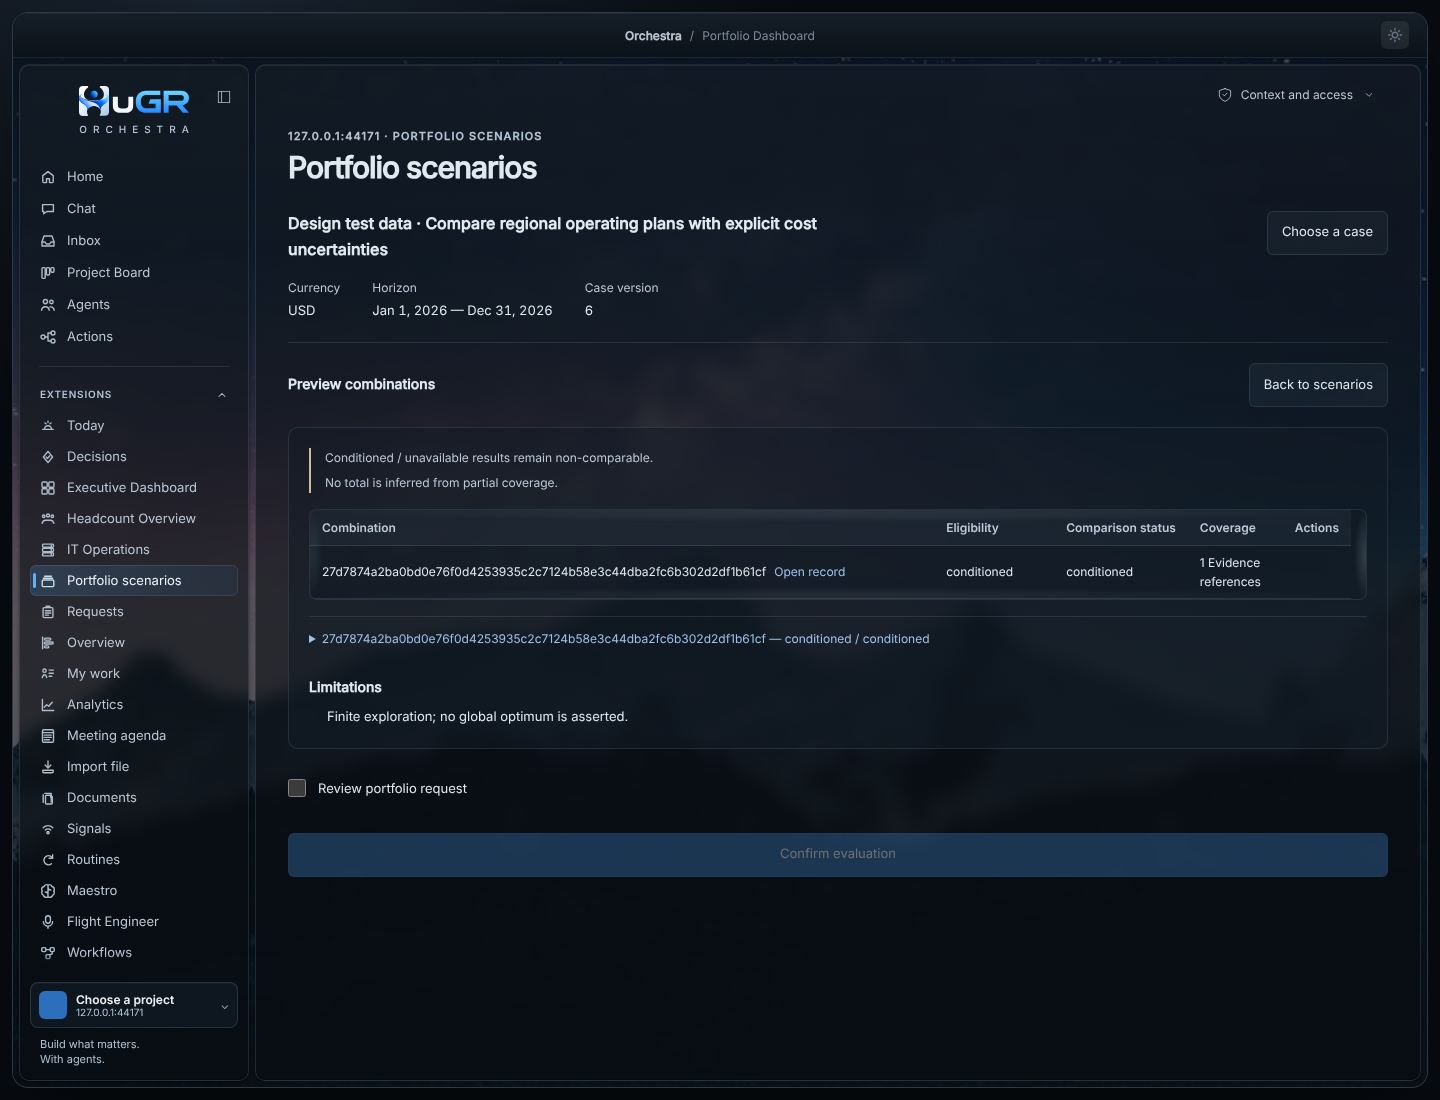 Orchestra / Portfolio Dashboard
HuGR
ORCHESTRA
Home
Chat
Inbox
Project Board
Agents
Actions
EXTENSIONS
Today
Decisions
Executive Dashboard
Headcount Overview
IT Operations
Portfolio scenarios
Requests
Overview
My work
Analytics
Meeting agenda
Import file
Documents
Signals
Routines
Maestro
Flight Engineer
Workflows
Choose a project
127.0.0.1:44171
Build what matters.
With agents.
Context and access
127.0.0.1:44171 · PORTFOLIO SCENARIOS
Portfolio scenarios
Design test data · Compare regional operating plans with explicit cost
uncertainties
Choose a case
Currency Horizon Case version
USD Jan 1, 2026 — Dec 31, 2026 6
Preview combinations
Back to scenarios
Conditioned / unavailable results remain non-comparable.
No total is inferred from partial coverage.
Combination Eligibility Comparison status Coverage Actions
27d7874a2ba0bd0e76f0d4253935c2c7124b58e3c44dba2fc6b302d2df1b61cf Open record conditioned conditioned 1 Evidence
references
27d7874a2ba0bd0e76f0d4253935c2c7124b58e3c44dba2fc6b302d2df1b61cf — conditioned / conditioned
Limitations
Finite exploration; no global optimum is asserted.
Review portfolio request
Confirm evaluation